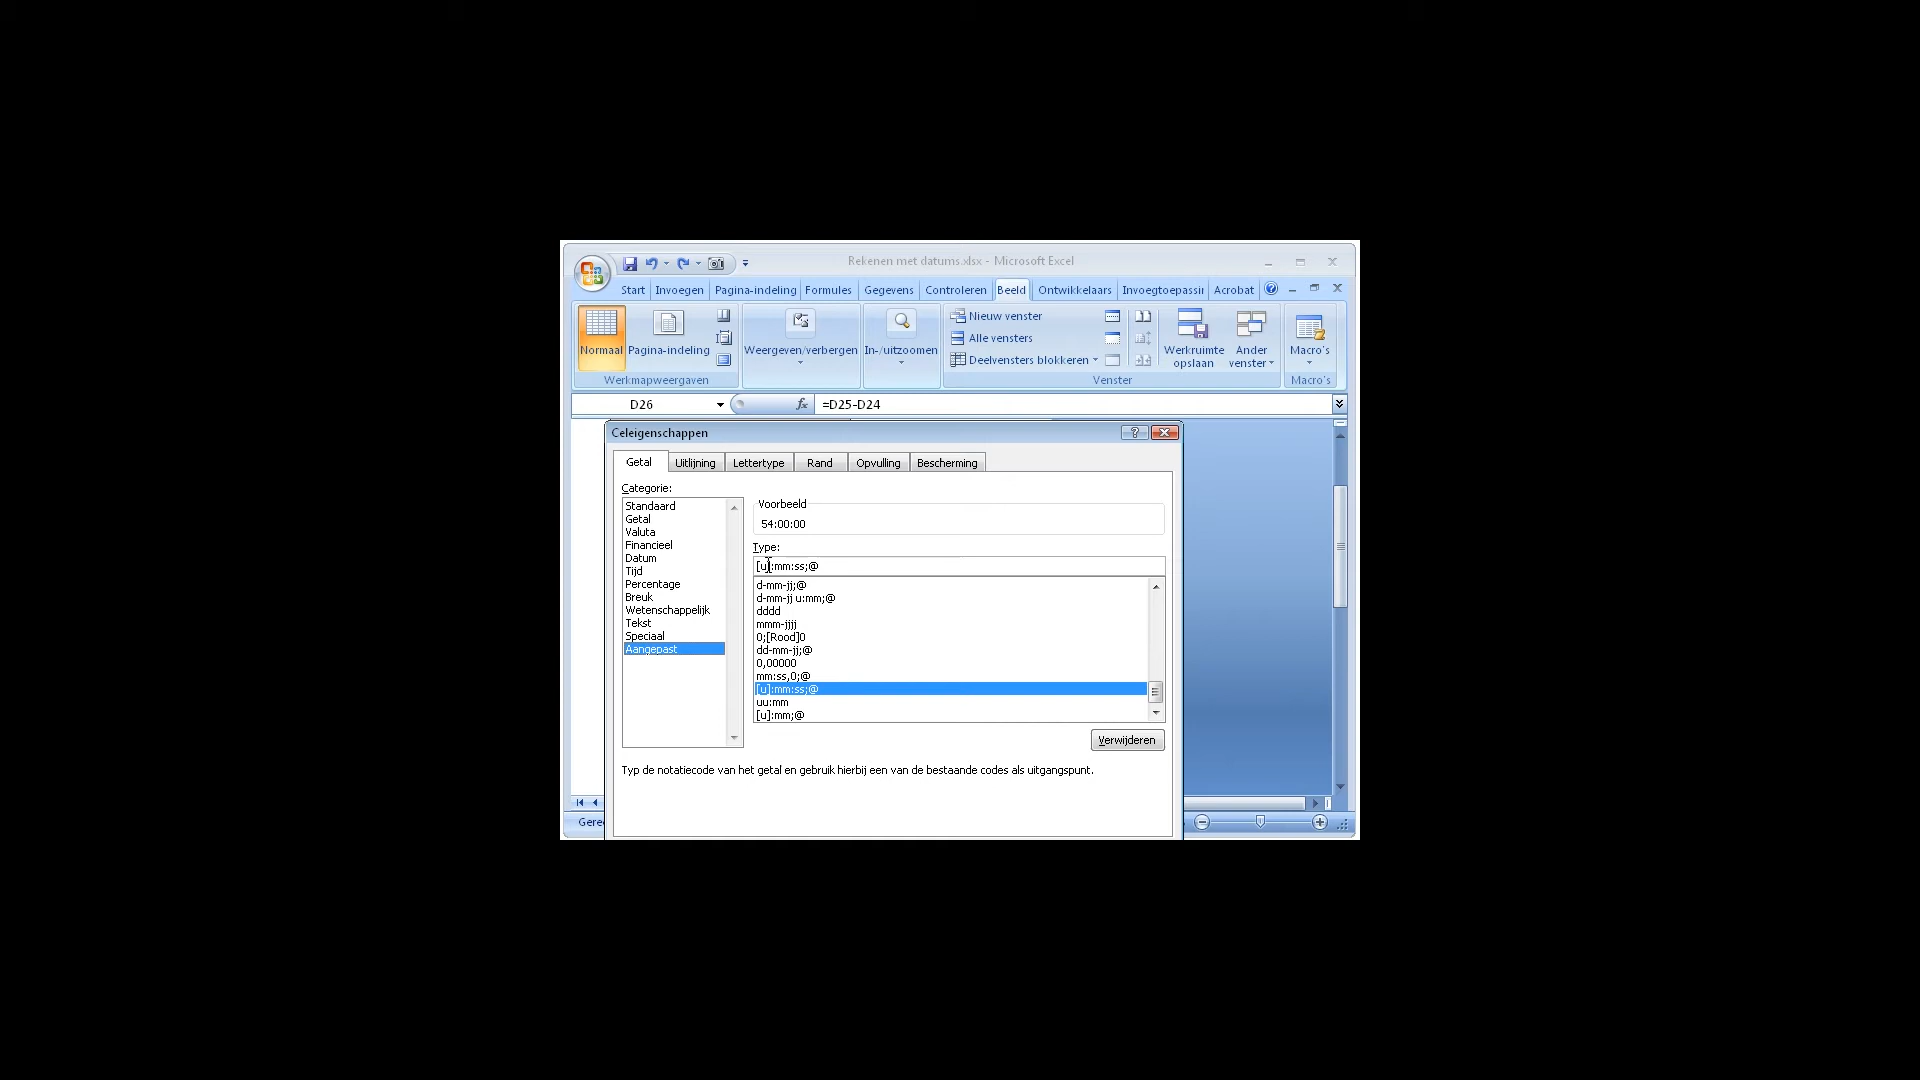 Rekenen met datums.xlsx - Microsoft Excel
Start Invoegen Pagina-indeling Formules Gegevens Controleren Beeld Ontwikkelaars Invoegtoepassin Acrobat
Nieuw venster
Alle vensters
Deelvensters blokkeren
Normaal Pagina-indeling Weergeven/verbergen In-/uitzoomen Werkruimte opslaan Ander venster Macro's
Werkmapweergaven Venster Macro's
D26 fx =D25-D24
Celeigenschappen
Getal Uitlijning Lettertype Rand Opvulling Bescherming
Categorie:
Standaard
Getal
Valuta
Financieel
Datum
Tijd
Percentage
Breuk
Wetenschappelijk
Tekst
Speciaal
Aangepast
Voorbeeld
54:00:00
Type:
[u]:mm:ss;@
d-mm-jj;@
d-mm-jj u:mm;@
dddd
mmm-jjjj
0;[Rood]0
dd-mm-jj;@
0,00000
mm:ss,0;@
[u]:mm:ss;@
uu:mm
[u]:mm;@
Verwijderen
Typ de notatiecode van het getal en gebruik hierbij een van de bestaande codes als uitgangspunt.
Geree